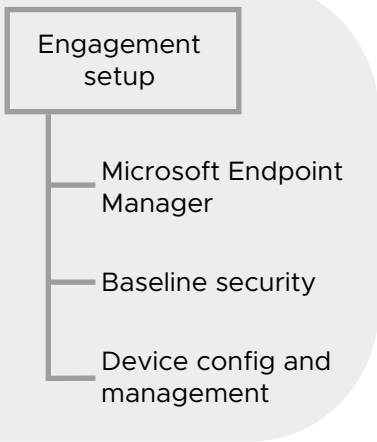 Engagement
setup
Microsoft Endpoint
Manager
Baseline security
Device config and
management